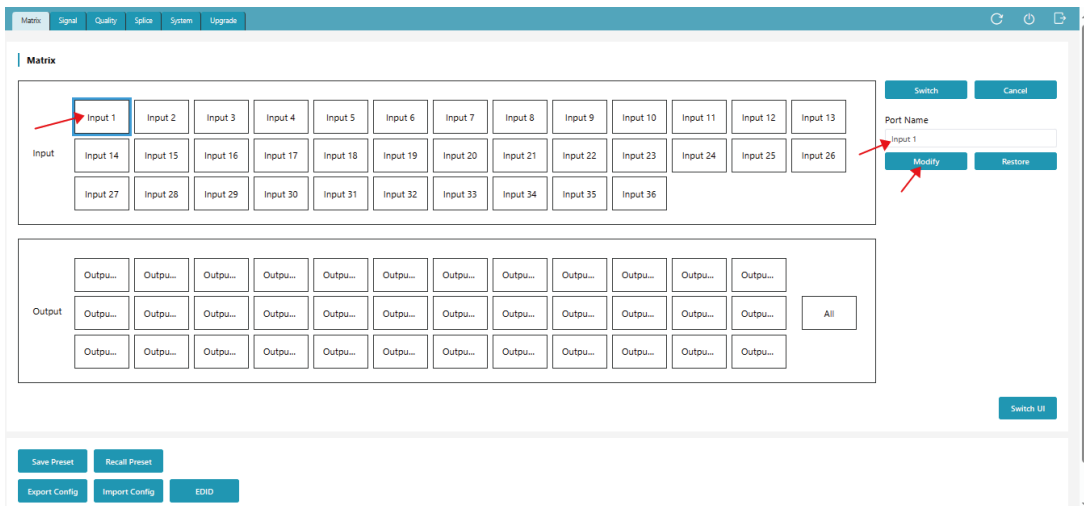 Matrix Signal Quality Splice System Upgrade
Matrix
Switch Cancel
Input 1 Input 2 Input 3 Input 4 Input 5 Input 6 Input 7 Input 8 Input 9 Input 10 Input 11 Input 12 Input 13
Port Name
Input 1
Input Input 14 Input 15 Input 16 Input 17 Input 18 Input 19 Input 20 Input 21 Input 22 Input 23 Input 24 Input 25 Input 26
Modify Restore
Input 27 Input 28 Input 29 Input 30 Input 31 Input 32 Input 33 Input 34 Input 35 Input 36
Outpu... Outpu... Outpu... Outpu... Outpu... Outpu... Outpu... Outpu... Outpu... Outpu... Outpu... Outpu...
Output Outpu... Outpu... Outpu... Outpu... Outpu... Outpu... Outpu... Outpu... Outpu... Outpu... Outpu... Outpu... All
Outpu... Outpu... Outpu... Outpu... Outpu... Outpu... Outpu... Outpu... Outpu... Outpu... Outpu... Outpu...
Switch UI
Save Preset Recall Preset
Export Config Import Config EDID